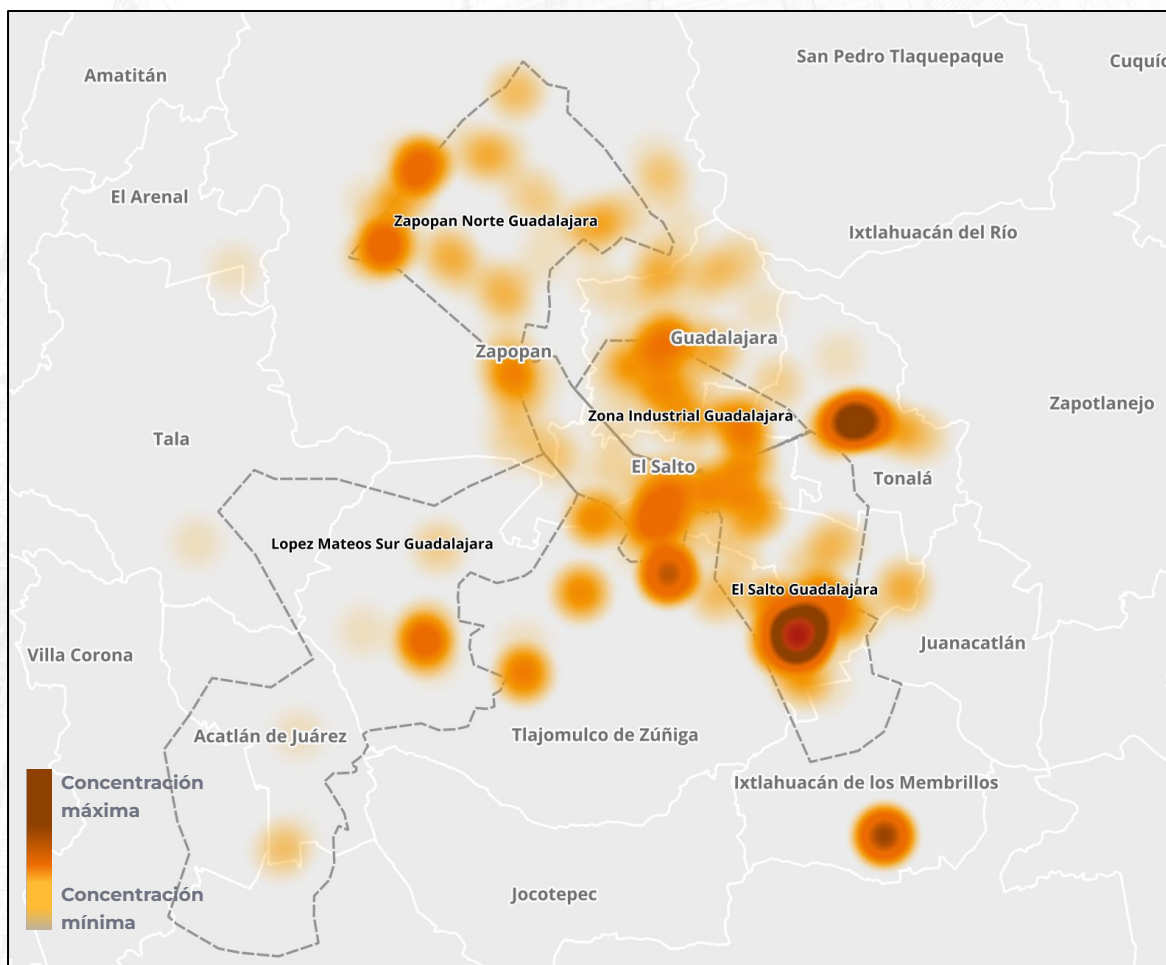 San Pedro Tlaquepaque
Cuquío
Amatitán
El Arenal
Zapopan Norte Guadalajara
Ixtlahuacán del Río
Guadalajara
Zapopan
Zapotlanejo
Zona Industrial Guadalajara
Tala
El Salto
Tonalá
Lopez Mateos Sur Guadalajara
El Salto Guadalajara
Juanacatlán
Villa Corona
Acatlán de Juárez
Tlajomulco de Zúñiga
Ixtlahuacán de los Membrillos
Concentración
máxima
Concentración
mínima
Jocotepec